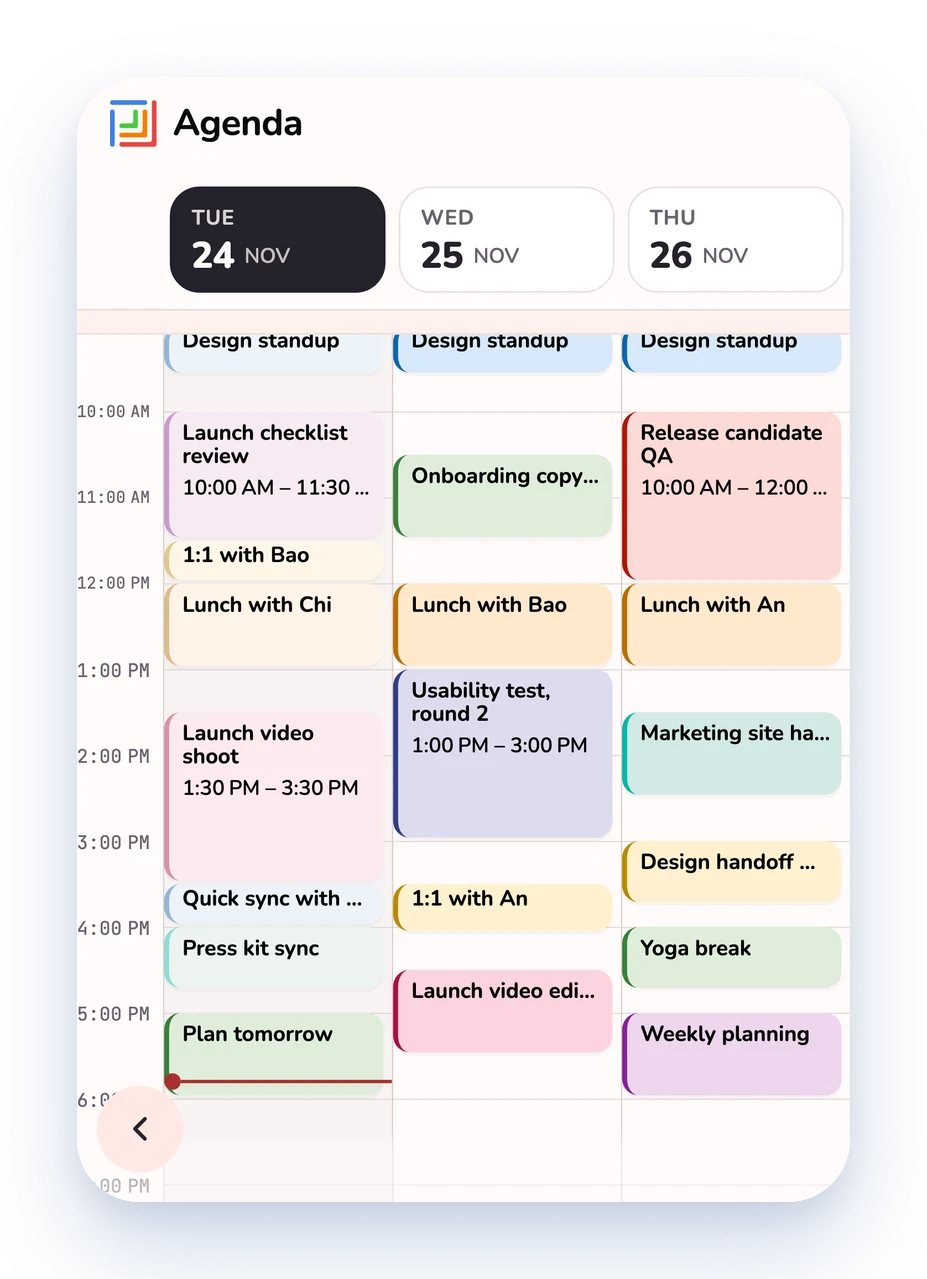 Agenda
TUE
24 NOV
WED
25 NOV
THU
26 NOV
Design standup
Design standup
Design standup
10:00 AM
11:00 AM
12:00 PM
1:00 PM
2:00 PM
3:00 PM
4:00 PM
5:00 PM
Launch checklist
review
10:00 AM – 11:30 ...
1:1 with Bao
Lunch with Chi
Launch video
shoot
1:30 PM – 3:30 PM
Quick sync with ...
Press kit sync
Plan tomorrow
Onboarding copy...
Lunch with Bao
Usability test,
round 2
1:00 PM – 3:00 PM
1:1 with An
Launch video edi...
Release candidate
QA
10:00 AM – 12:00 ...
Lunch with An
Marketing site ha...
Design handoff ...
Yoga break
Weekly planning